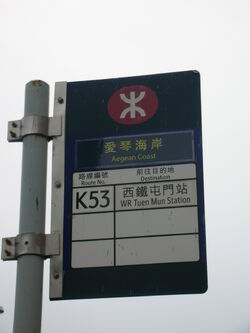 愛琴海岸
Aegean Coast
路線編號 前往目的地
Route No. Destination
K53 西鐵屯門站
WR Tuen Mun Station